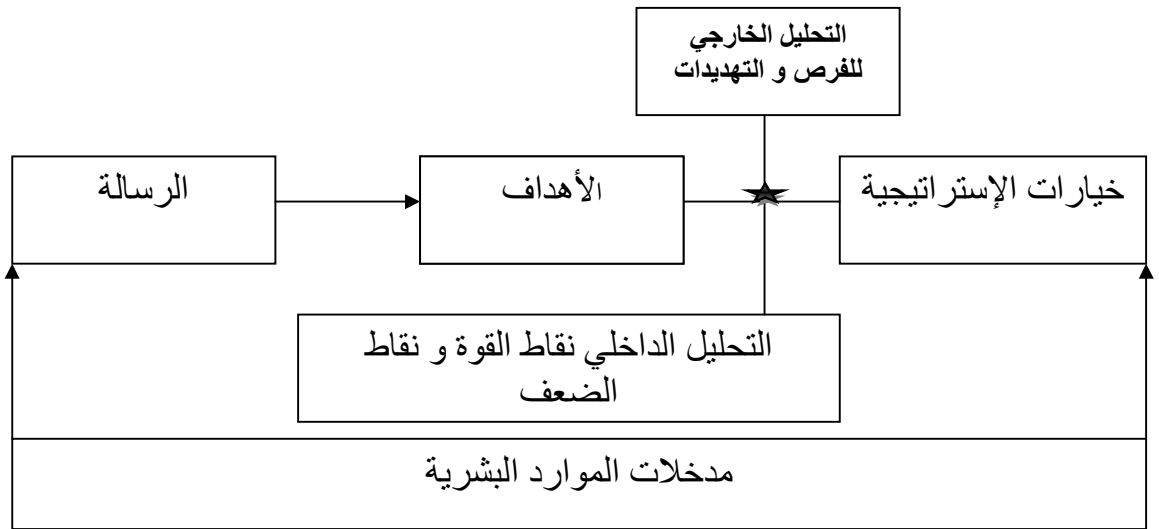 التحليل الخارجي
للفرص و التهديدات
الرسالة
الأهداف
خيارات الإستراتيجية
التحليل الداخلي نقاط القوة و نقاط
الضعف
مدخلات الموارد البشرية